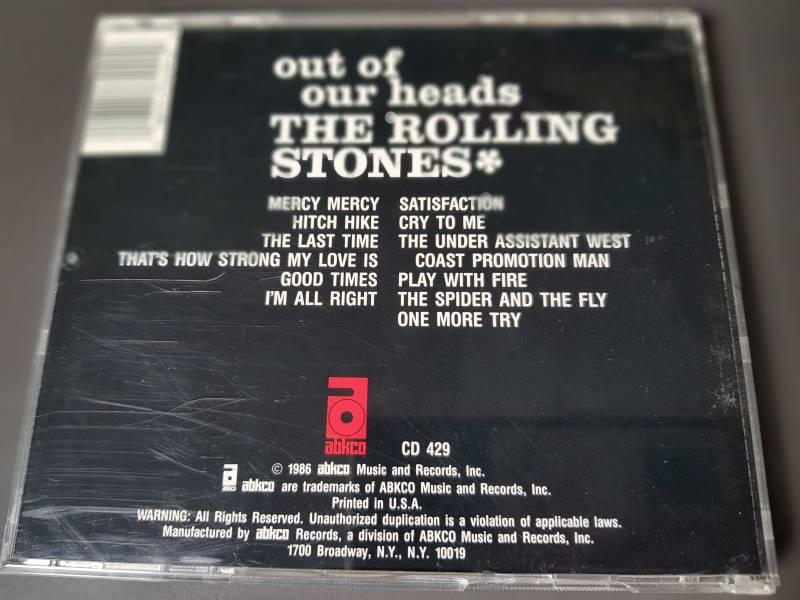 out of
our heads
THE ROLLING
STONES*
MERCY MERCY
HITCH HIKE
THE LAST TIME
THAT'S HOW STRONG MY LOVE IS
GOOD TIMES
I'M ALL RIGHT
SATISFACTION
CRY TO ME
THE UNDER ASSISTANT WEST
COAST PROMOTION MAN
PLAY WITH FIRE
THE SPIDER AND THE FLY
ONE MORE TRY
abkco
CD 429
© 1986 abkco Music and Records, Inc.
abkco are trademarks of ABKCO Music and Records, Inc.
Printed in U.S.A.
WARNING: All Rights Reserved. Unauthorized duplication is a violation of applicable laws.
Manufactured by abkco Records, a division of ABKCO Music and Records, Inc.
1700 Broadway, N.Y., N.Y. 10019